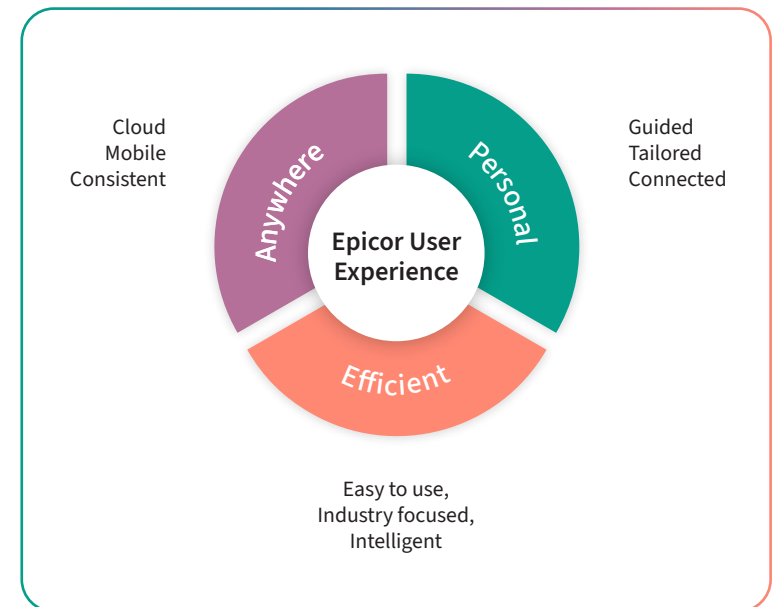 Cloud
Mobile
Consistent
Anywhere
Personal
Guided
Tailored
Connected
Epicor User
Experience
Efficient
Easy to use,
Industry focused,
Intelligent